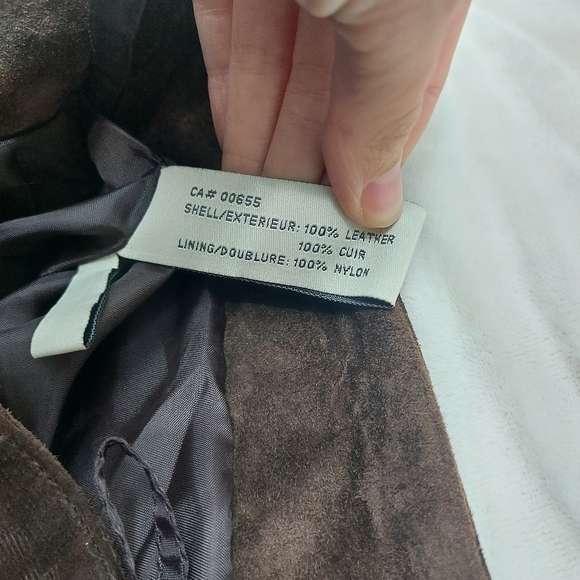 CA# 00655
SHELL/EXTERIEUR: 100% LEATHER
100% CUIR
LINING/DOUBLURE: 100% NYLON